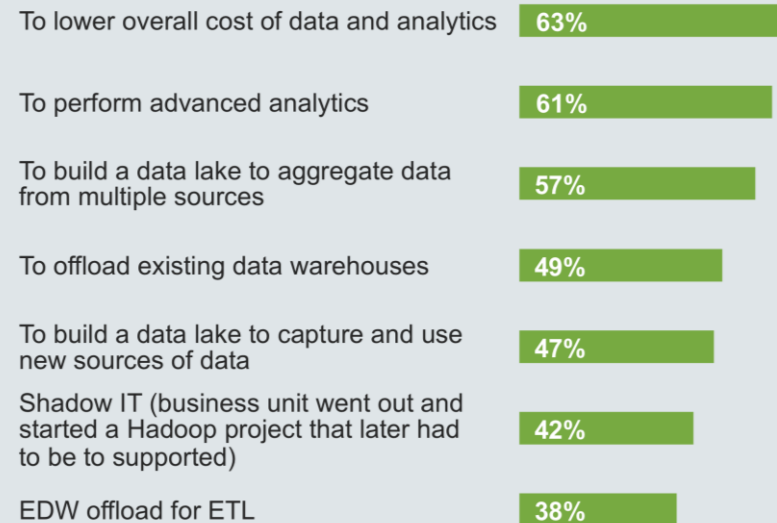 To lower overall cost of data and analytics 63%
To perform advanced analytics 61%
To build a data lake to aggregate data
from multiple sources 57%
To offload existing data warehouses 49%
To build a data lake to capture and use
new sources of data 47%
Shadow IT (business unit went out and
started a Hadoop project that later had
to be to supported) 42%
EDW offload for ETL 38%